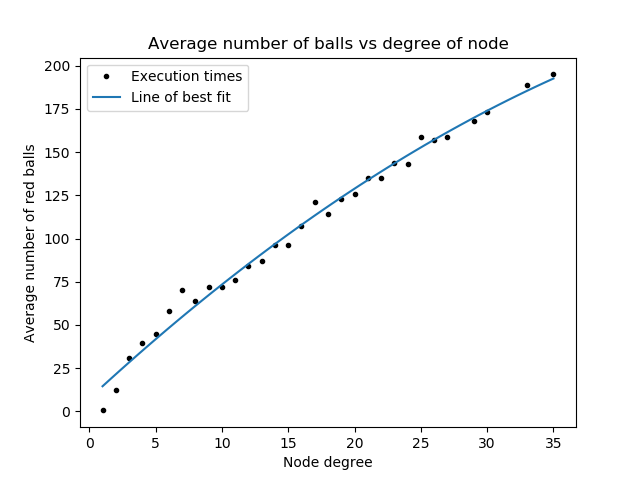 Average number of balls vs degree of node
Execution times
Line of best fit
200
175
150
125
100
75
50
25
0
Average number of red balls
0 5 10 15 20 25 30 35
Node degree